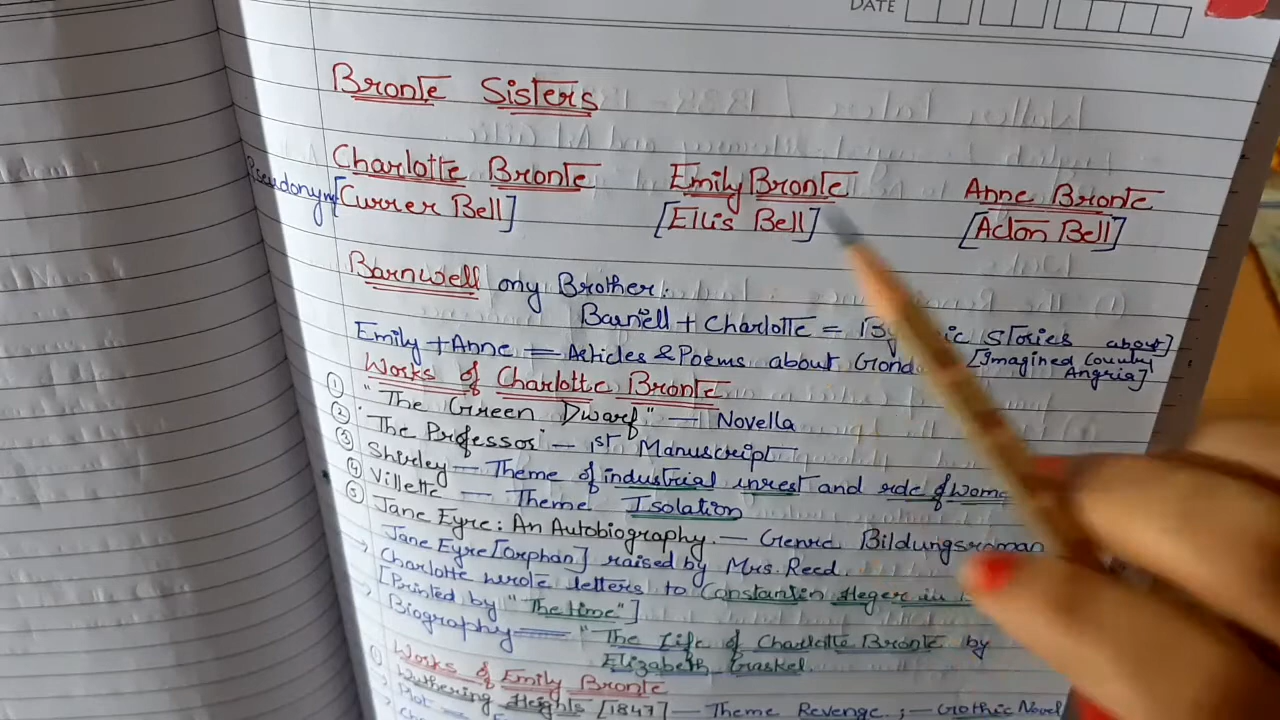 DATE
Bronte Sisters
Charlotte Bronte Emily Bronte Anne Bronte
Pseudonym [Currer Bell] [Ellis Bell] [Acton Bell]
Barnwell ony Brother.
Barnell + Charlotte = stories about
Emily + Anne = Articles & Poems about [Imagined Country Angria]
Works of Charlotte Bronte
① "The Green Dwarf" — Novella
② The Professor — 1st Manuscript
③ Shirley — Theme of industrial unrest and role of
④ Villette — Theme Isolation
⑤ Jane Eyre: An Autobiography. — Genre Bildungsroman
Jane Eyre [orphan] raised by Mrs. Reed.
Charlotte wrote letters to Constantin Heger in
[Printed by "The time"]
Biography — "The Life of Charlotte Bronte by
Elizabeth Graskel.
Works of Emily Bronte
① Wuthering Heights [1847] — Theme Revenge; — Gothic Novel
Plot —